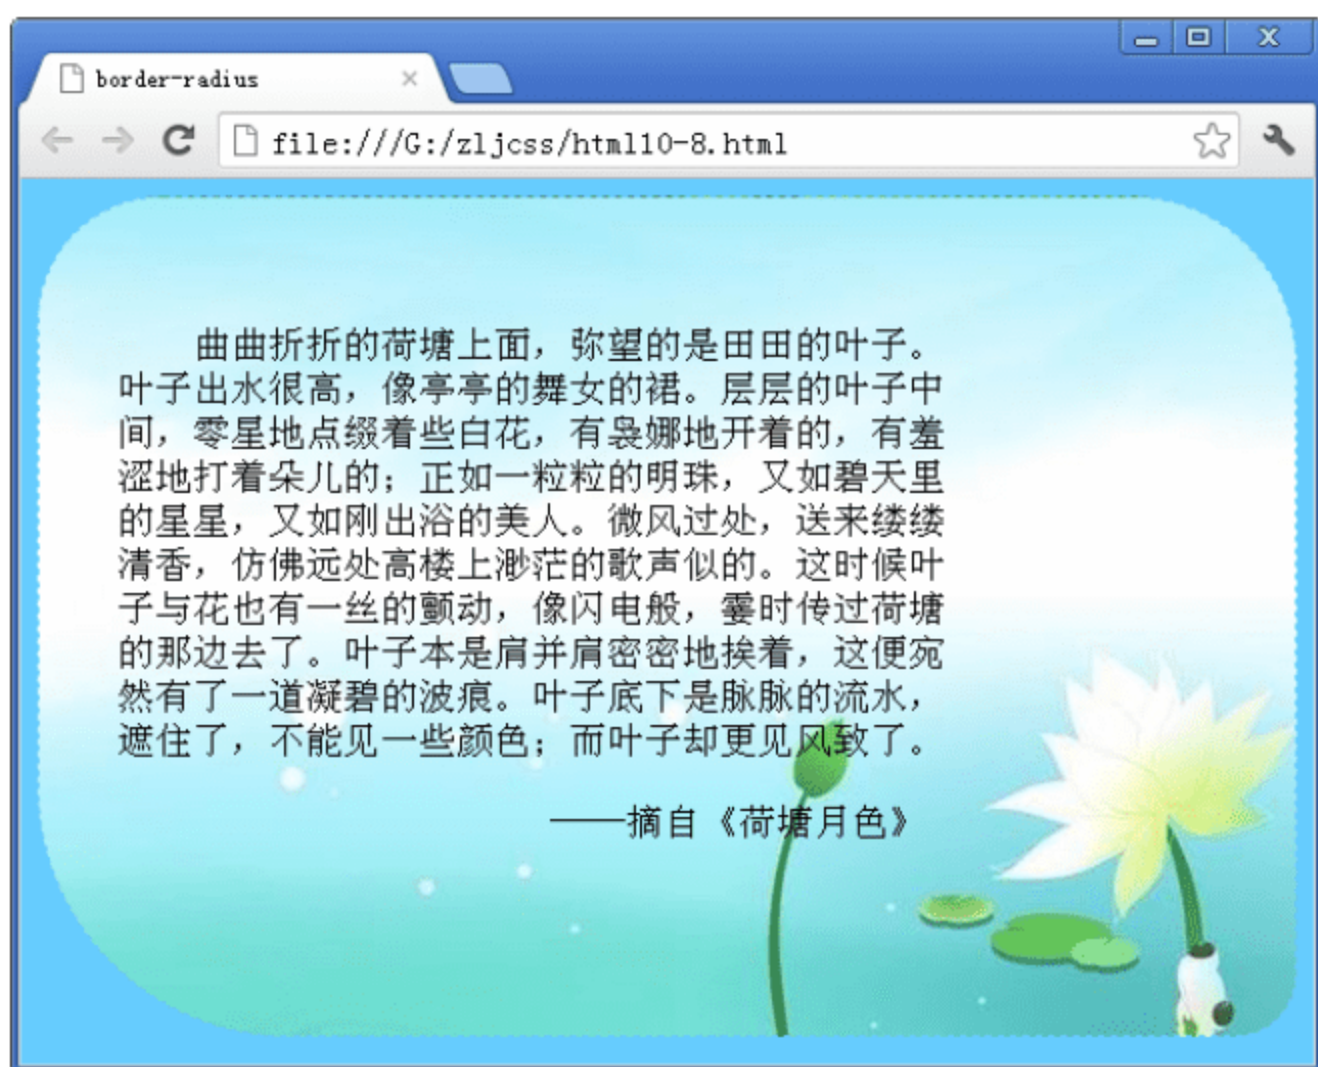 border-radius
file:///G:/zljcss/html10-8.html
曲曲折折的荷塘上面，弥望的是田田的叶子。
叶子出水很高，像亭亭的舞女的裙。层层的叶子中
间，零星地点缀着些白花，有袅娜地开着的，有羞
涩地打着朵儿的；正如一粒粒的明珠，又如碧天里
的星星，又如刚出浴的美人。微风过处，送来缕缕
清香，仿佛远处高楼上渺茫的歌声似的。这时候叶
子与花也有一丝的颤动，像闪电般，霎时传过荷塘
的那边去了。叶子本是肩并肩密密地挨着，这便宛
然有了一道凝碧的波痕。叶子底下是脉脉的流水，
遮住了，不能见一些颜色；而叶子却更见风致了。
——摘自《荷塘月色》